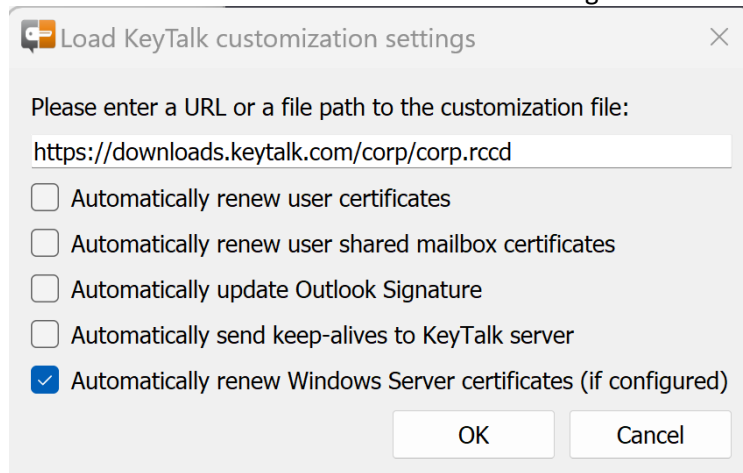 Load KeyTalk customization settings
Please enter a URL or a file path to the customization file:
https://downloads.keytalk.com/corp/corp.rccd
Automatically renew user certificates
Automatically renew user shared mailbox certificates
Automatically update Outlook Signature
Automatically send keep-alives to KeyTalk server
Automatically renew Windows Server certificates (if configured)
OK Cancel